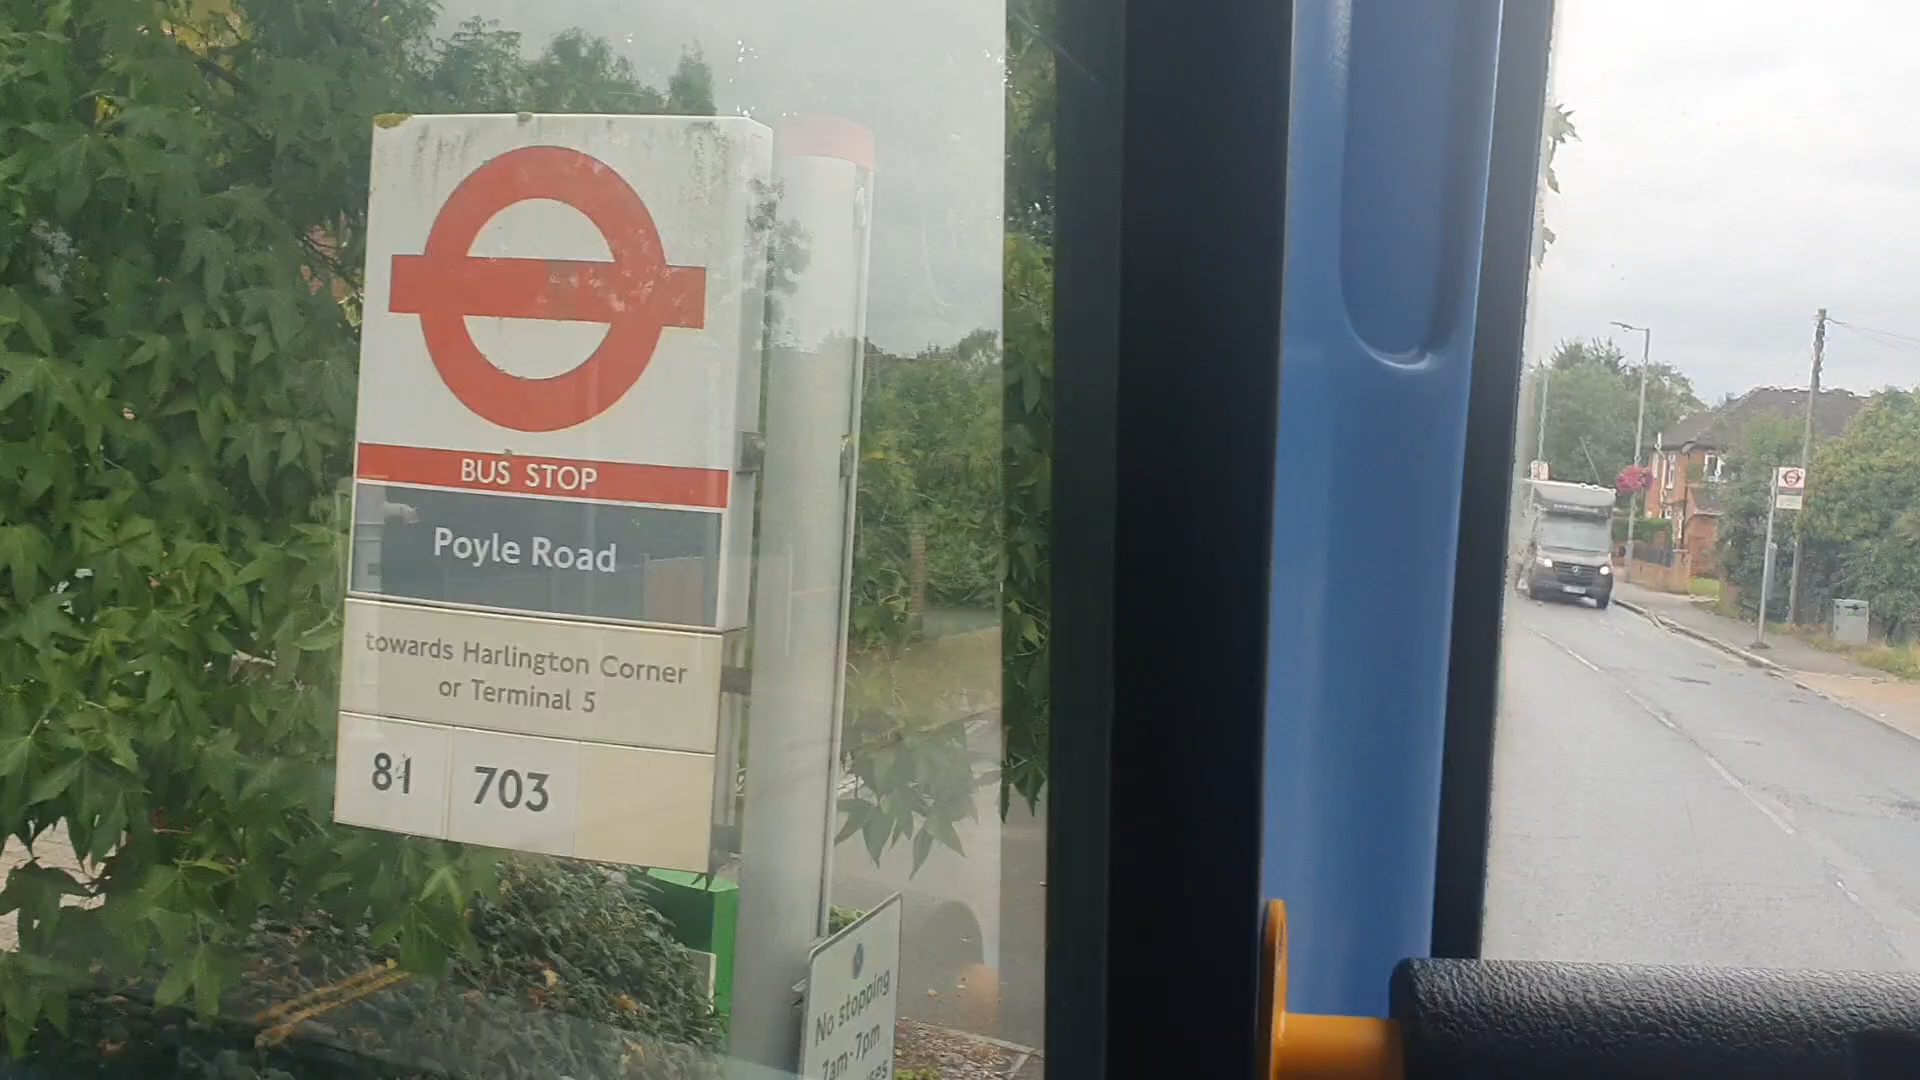 BUS STOP
Poyle Road
towards Harlington Corner
or Terminal 5
81 703
No stopping
7am-7pm